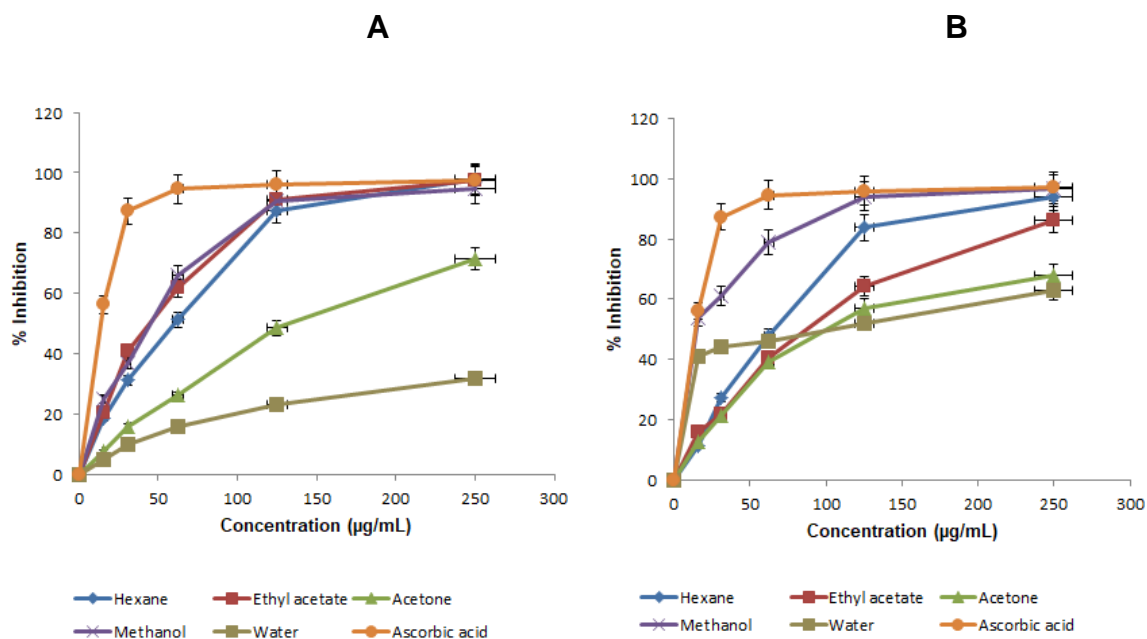 A
B
120
100
80
60
40
20
0
% Inhibition
0 50 100 150 200 250 300
Concentration (µg/mL)
Hexane Ethyl acetate Acetone
Methanol Water Ascorbic acid
120
100
80
60
40
20
0
% Inhibition
0 50 100 150 200 250 300
Concentration (µg/mL)
Hexane Ethyl acetate Acetone
Methanol Water Ascorbic acid